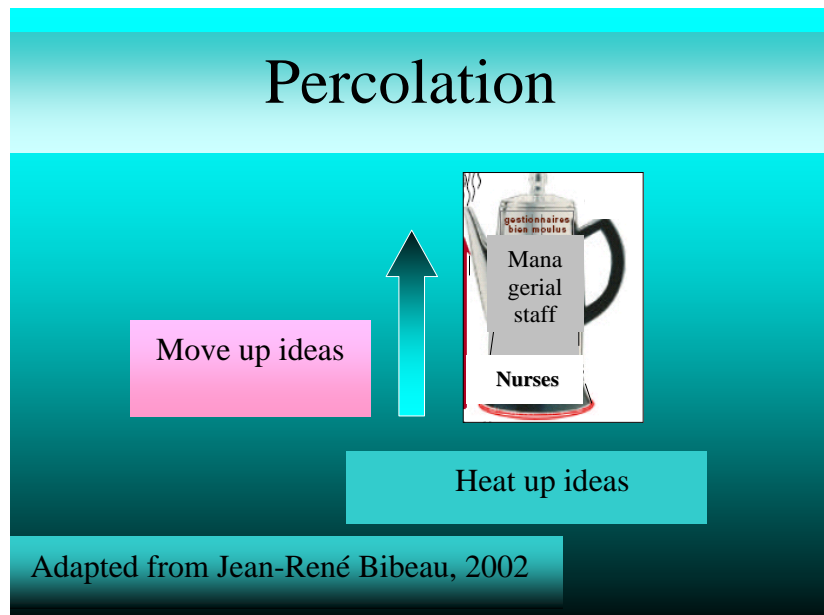 Percolation
gestionnaires
bien moulus
Mana
gerial
staff
Move up ideas
Nurses
Heat up ideas
Adapted from Jean-René Bibeau, 2002